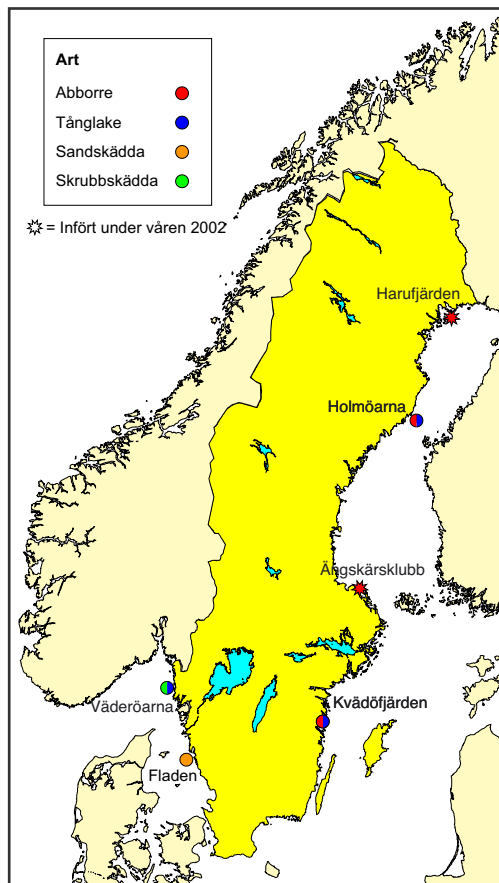 Art
Abborre
Tånglake
Sandskädda
Skrubbskädda
= Infört under våren 2002
Harufjärden
Holmöarna
Ängskärsklubb
Väderöarna
Kvädöfjärden
Fladen